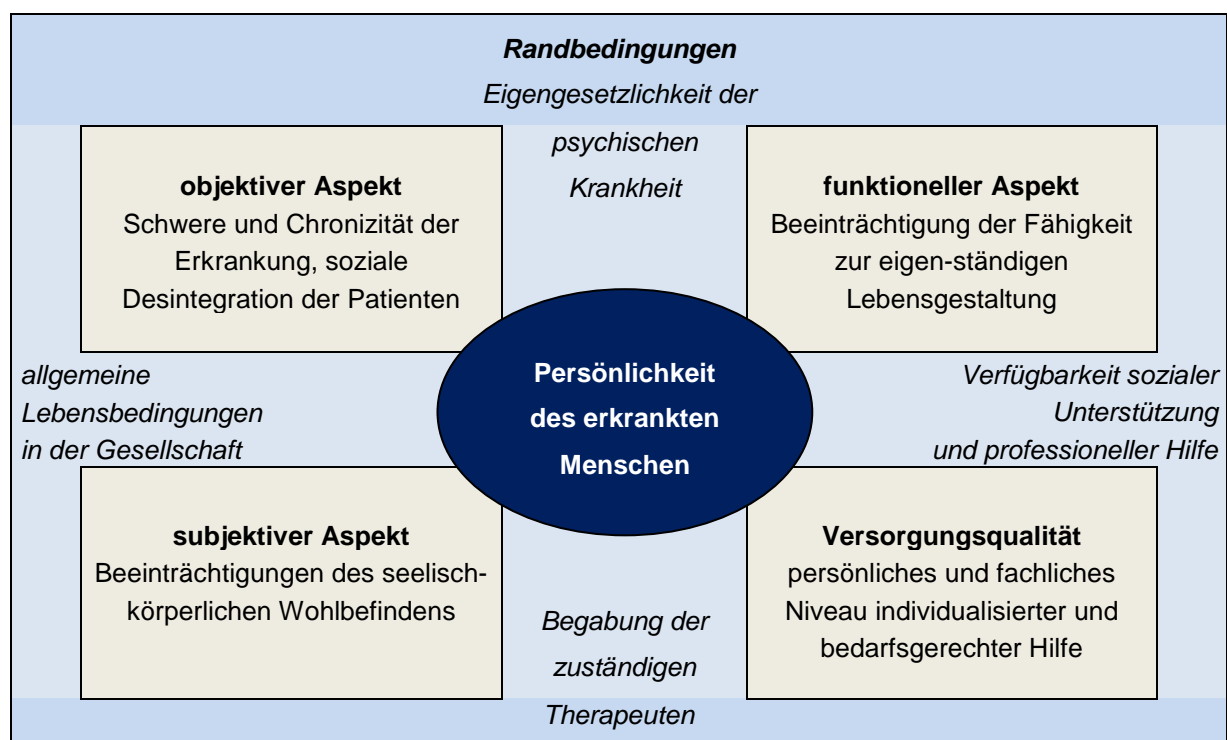 Randbedingungen
Eigengesetzlichkeit der
psychischen
Krankheit
objektiver Aspekt
Schwere und Chronizität der
Erkrankung, soziale
Desintegration der Patienten
funktioneller Aspekt
Beeinträchtigung der Fähigkeit
zur eigen-ständigen
Lebensgestaltung
allgemeine
Lebensbedingungen
in der Gesellschaft
Persönlichkeit
des erkrankten
Menschen
Verfügbarkeit sozialer
Unterstützung
und professioneller Hilfe
subjektiver Aspekt
Beeinträchtigungen des seelisch-
körperlichen Wohlbefindens
Versorgungsqualität
persönliches und fachliches
Niveau individualisierter und
bedarfsgerechter Hilfe
Begabung der
zuständigen
Therapeuten